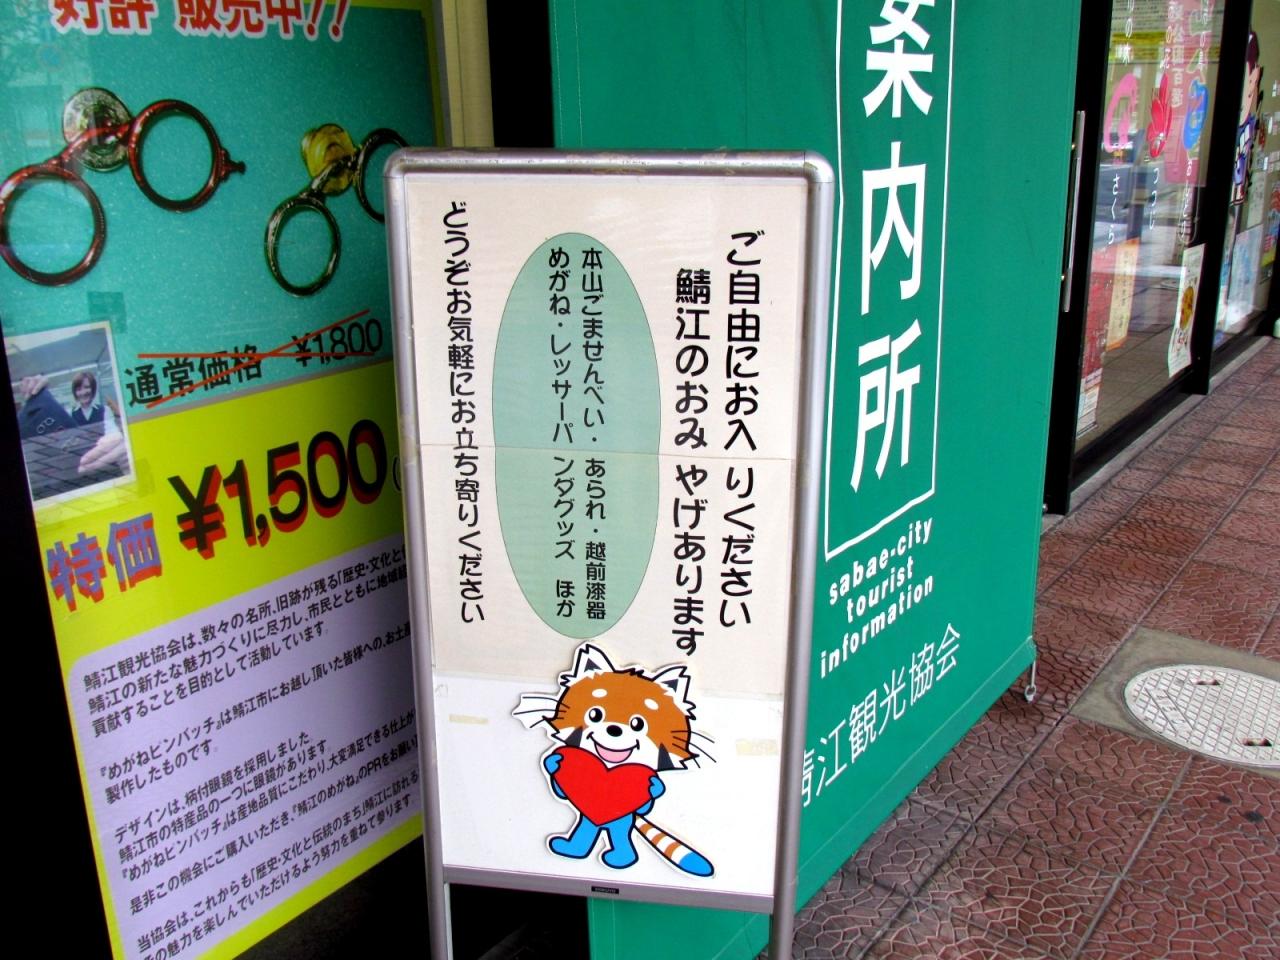 好評 販売中!!
通常価格 ¥1,800
特価 ¥1,500
鯖江観光協会は、数々の名所、旧跡が残る「歴史・文化と
鯖江の新たな魅力づくりに尽力し、市民とともに地域
貢献することを目的として活動しています。
『めがねピンバッチ』は鯖江市にお越し頂いた皆様への、お土産
製作したものです。
デザインは、柄付眼鏡を採用しました。
鯖江市の特産品の一つに眼鏡があります。
『めがねピンバッチ』は産地品質にこだわり、大変満足できる仕上が
是非この機会にご購入いただき、『鯖江のめがね』のPRをお願い
当協会は、これからも「歴史・文化と伝統のまち」鯖江に訪れる
の魅力を楽しんでいただけるよう努力を重ねて参ります。
ご自由にお入りください
鯖江のおみやげあります
本山ごませんべい・あられ・越前漆器
めがね・レッサーパンダグッズ ほか
どうぞお気軽にお立ち寄りください
案内所
sabae-city
tourist
information
鯖江観光協会
つつじ
さくら